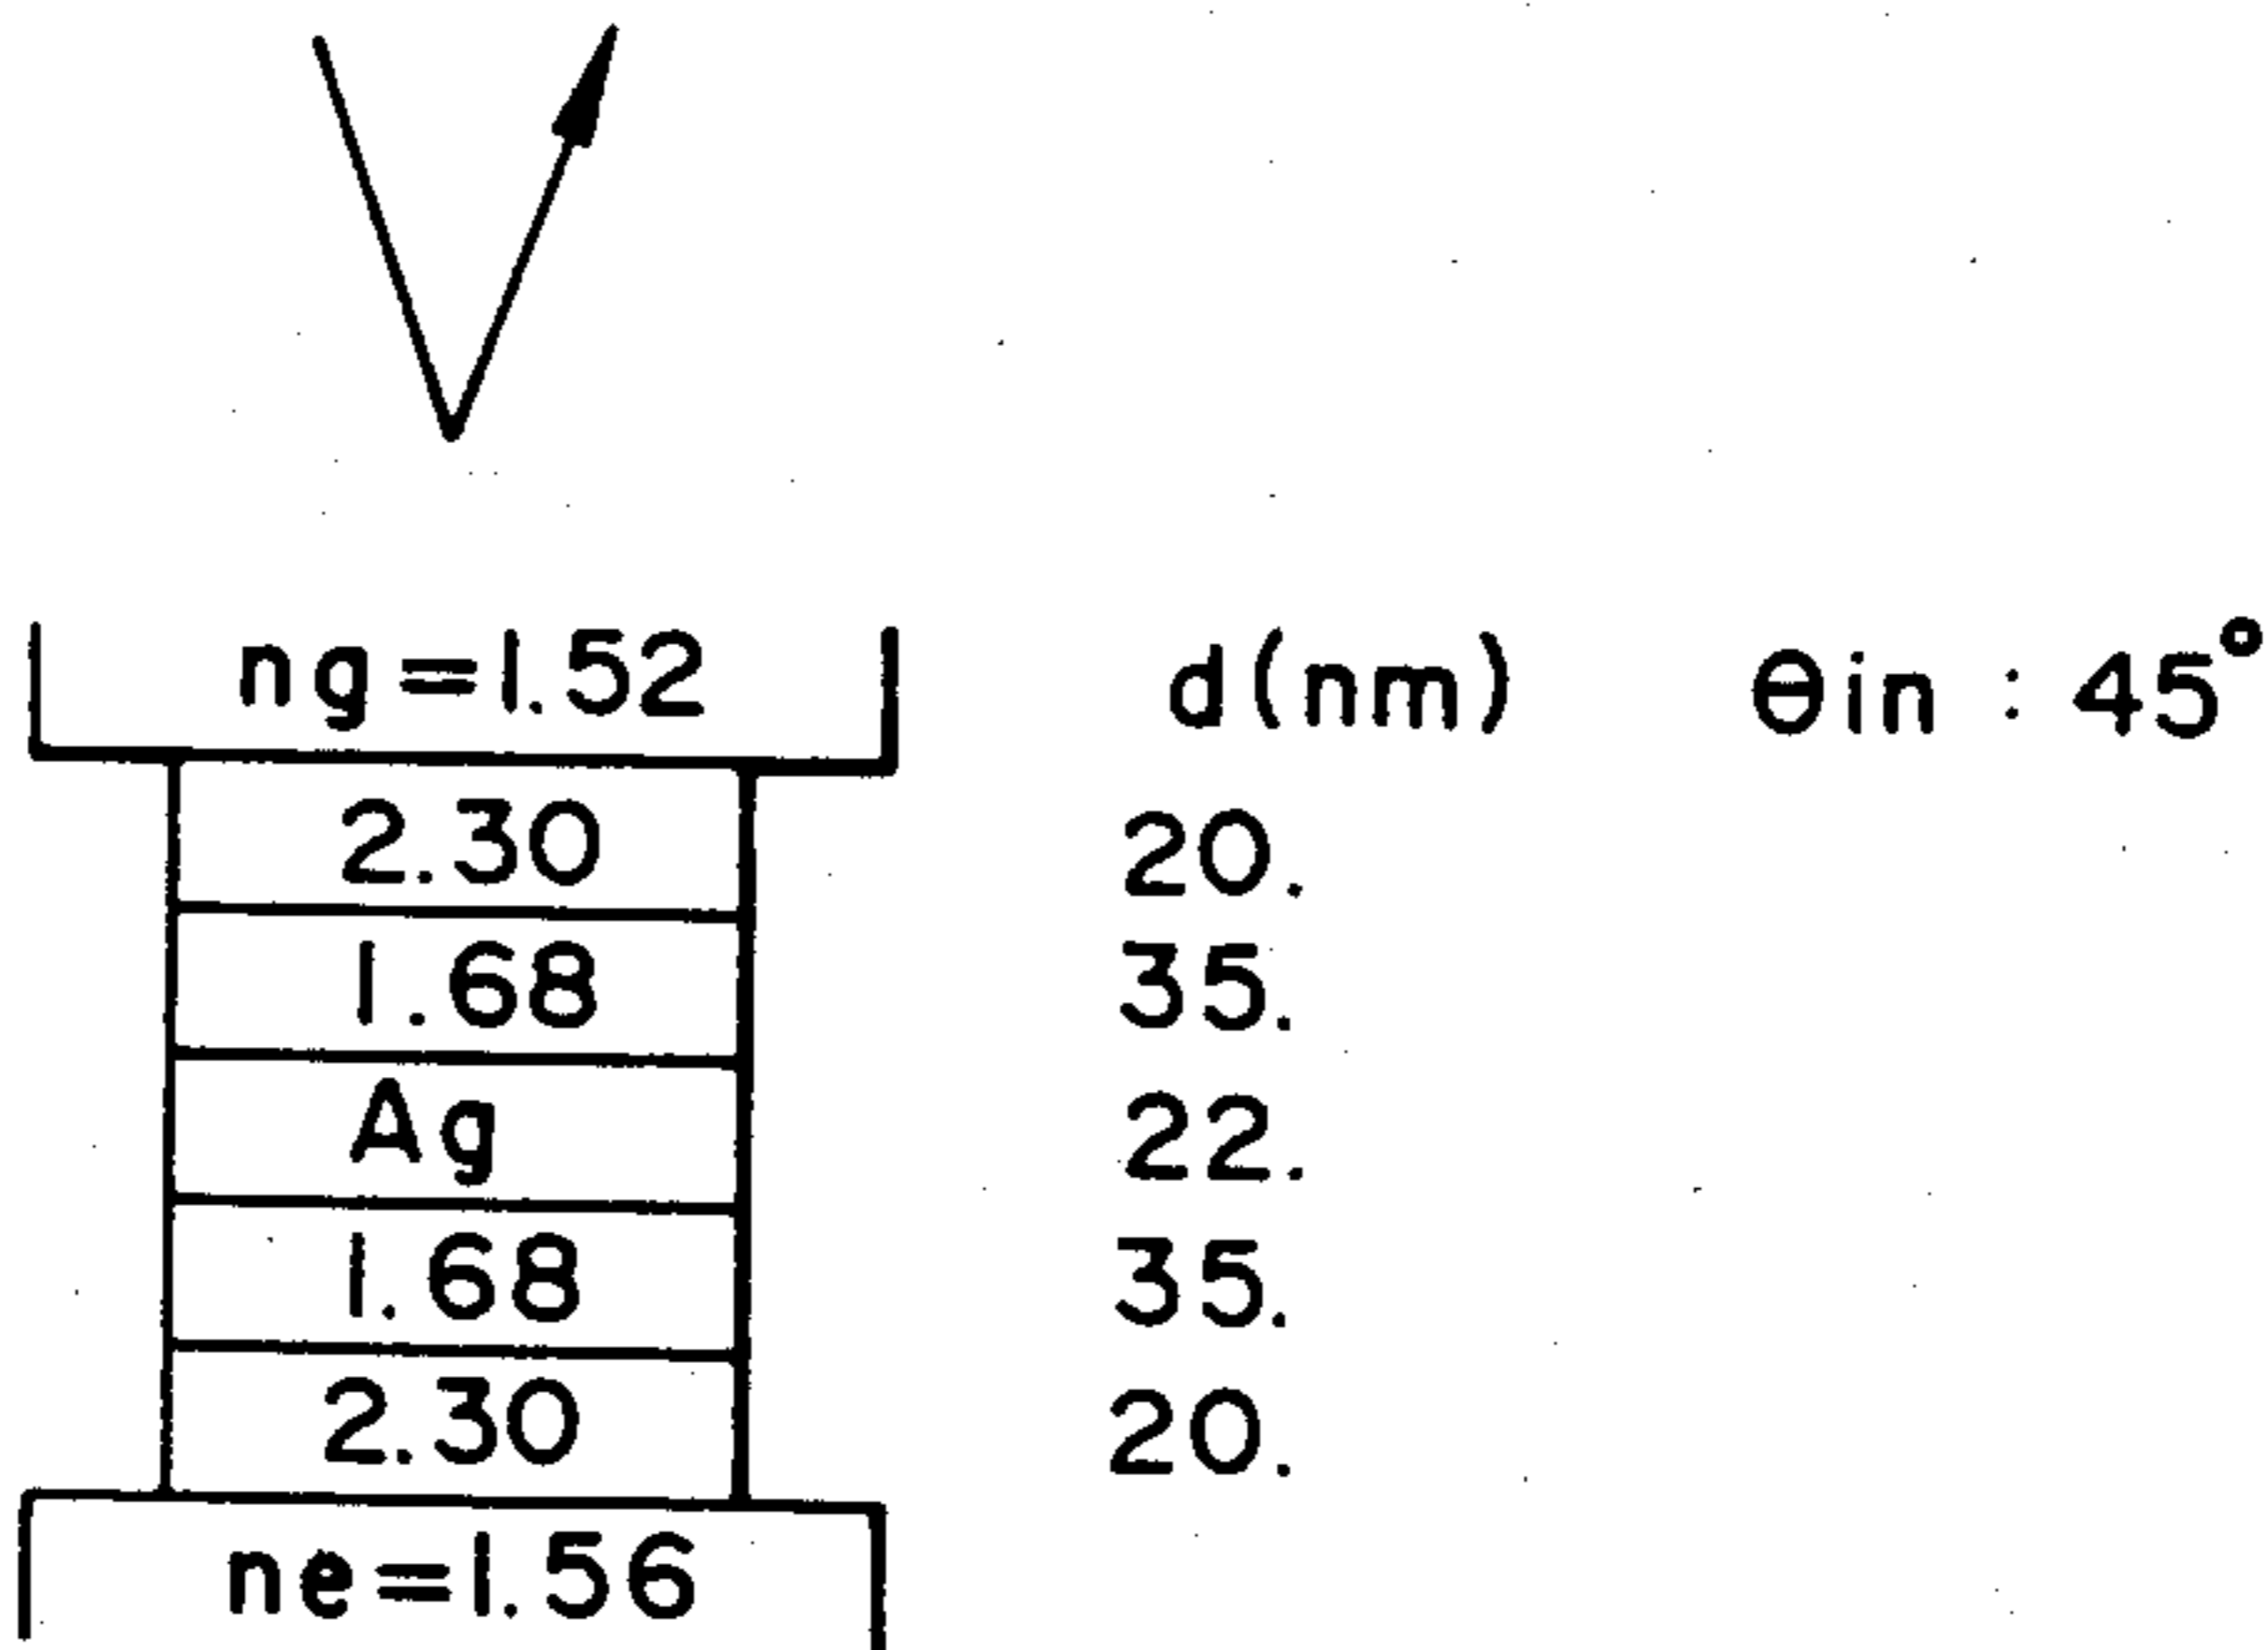 ng=1.52 d(nm) θin : 45°
2.30 20.
1.68 35.
Ag 22.
1.68 35.
2.30 20.
ne=1.56